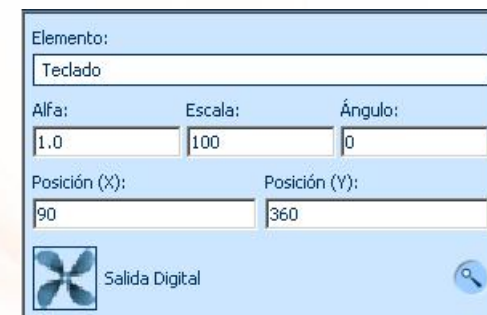 Elemento:
Teclado
Alfa: Escala: Ángulo:
1.0 100 0
Posición (X): Posición (Y):
90 360
Salida Digital